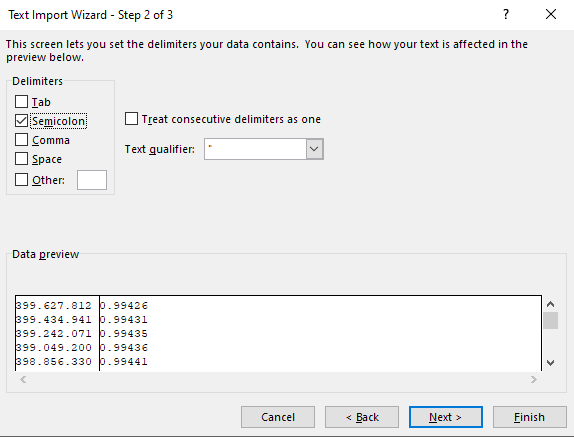 Text Import Wizard - Step 2 of 3
This screen lets you set the delimiters your data contains.  You can see how your text is affected in the
preview below.
Delimiters
Tab
Semicolon
Comma
Space
Other:
Treat consecutive delimiters as one
Text qualifier: "
Data preview
399.627.812 0.99426
399.434.941 0.99431
399.242.071 0.99435
399.049.200 0.99436
398.856.330 0.99441
Cancel < Back Next > Finish